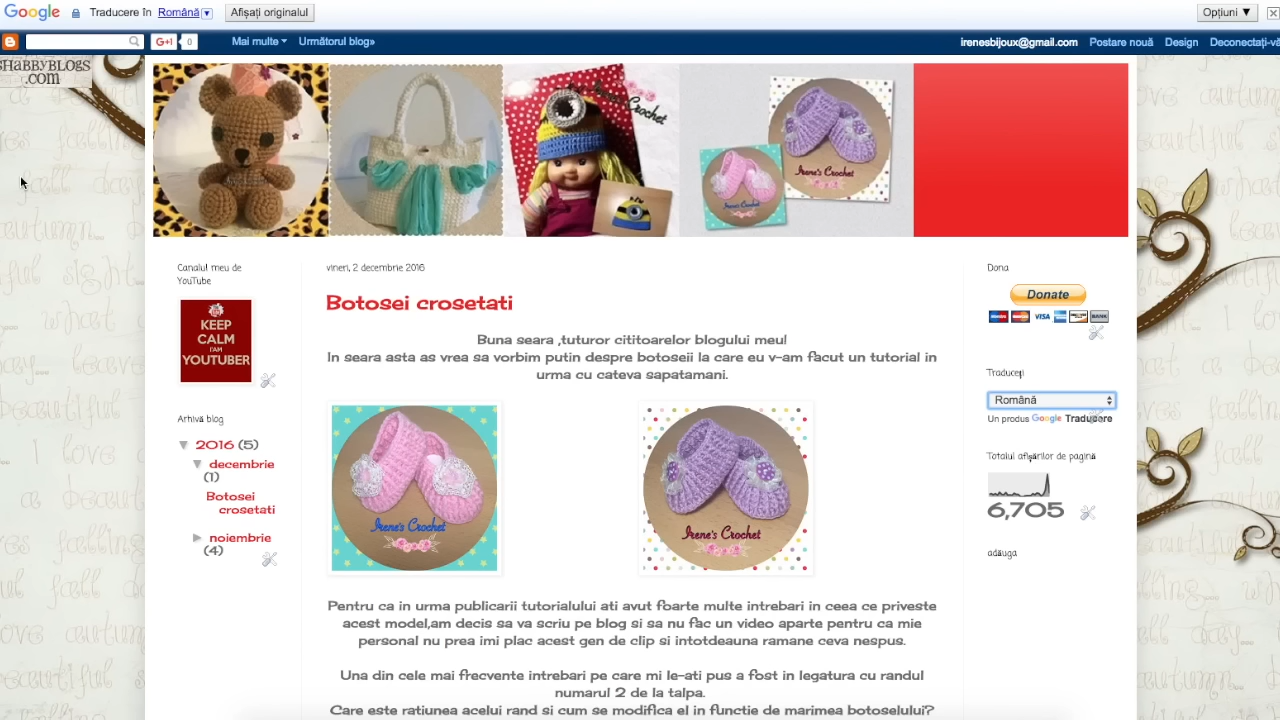 Google Traducere în Română Afișați originalul Opțiuni ▼
G+1 0 Mai multe Următorul blog» irenesbijoux@gmail.com Postare nouă Design Deconectați-vă
SHABBYBLOGS
.com
Irene's Crochet
Irene's Crochet
Irene's Crochet
Canalul meu de
YouTube
KEEP
CALM
I'AM
YOUTUBER
Arhivă blog
▼ 2016 (5)
▼ decembrie
(1)
Botosei
crosetati
► noiembrie
(4)
vineri, 2 decembrie 2016
Botosei crosetati
Buna seara ,tuturor cititoarelor blogului meu!
In seara asta as vrea sa vorbim putin despre botoseii la care eu v-am facut un tutorial in
urma cu cateva sapatamani.
Irene's Crochet
Irene's Crochet
Pentru ca in urma publicarii tutorialului ati avut foarte multe intrebari in ceea ce priveste
acest model,am decis sa va scriu pe blog si sa nu fac un video aparte pentru ca mie
personal nu prea imi plac acest gen de clip si intotdeauna ramane ceva nespus.
Una din cele mai frecvente intrebari pe care mi le-ati pus a fost in legatura cu randul
numarul 2 de la talpa.
Care este ratiunea acelui rand si cum se modifica el in functie de marimea botoselului?
Dona
Donate
VISA BANK
Traduceți
Română
Un produs Google Traducere
Totalul afișărilor de pagină
6,705
adăuga